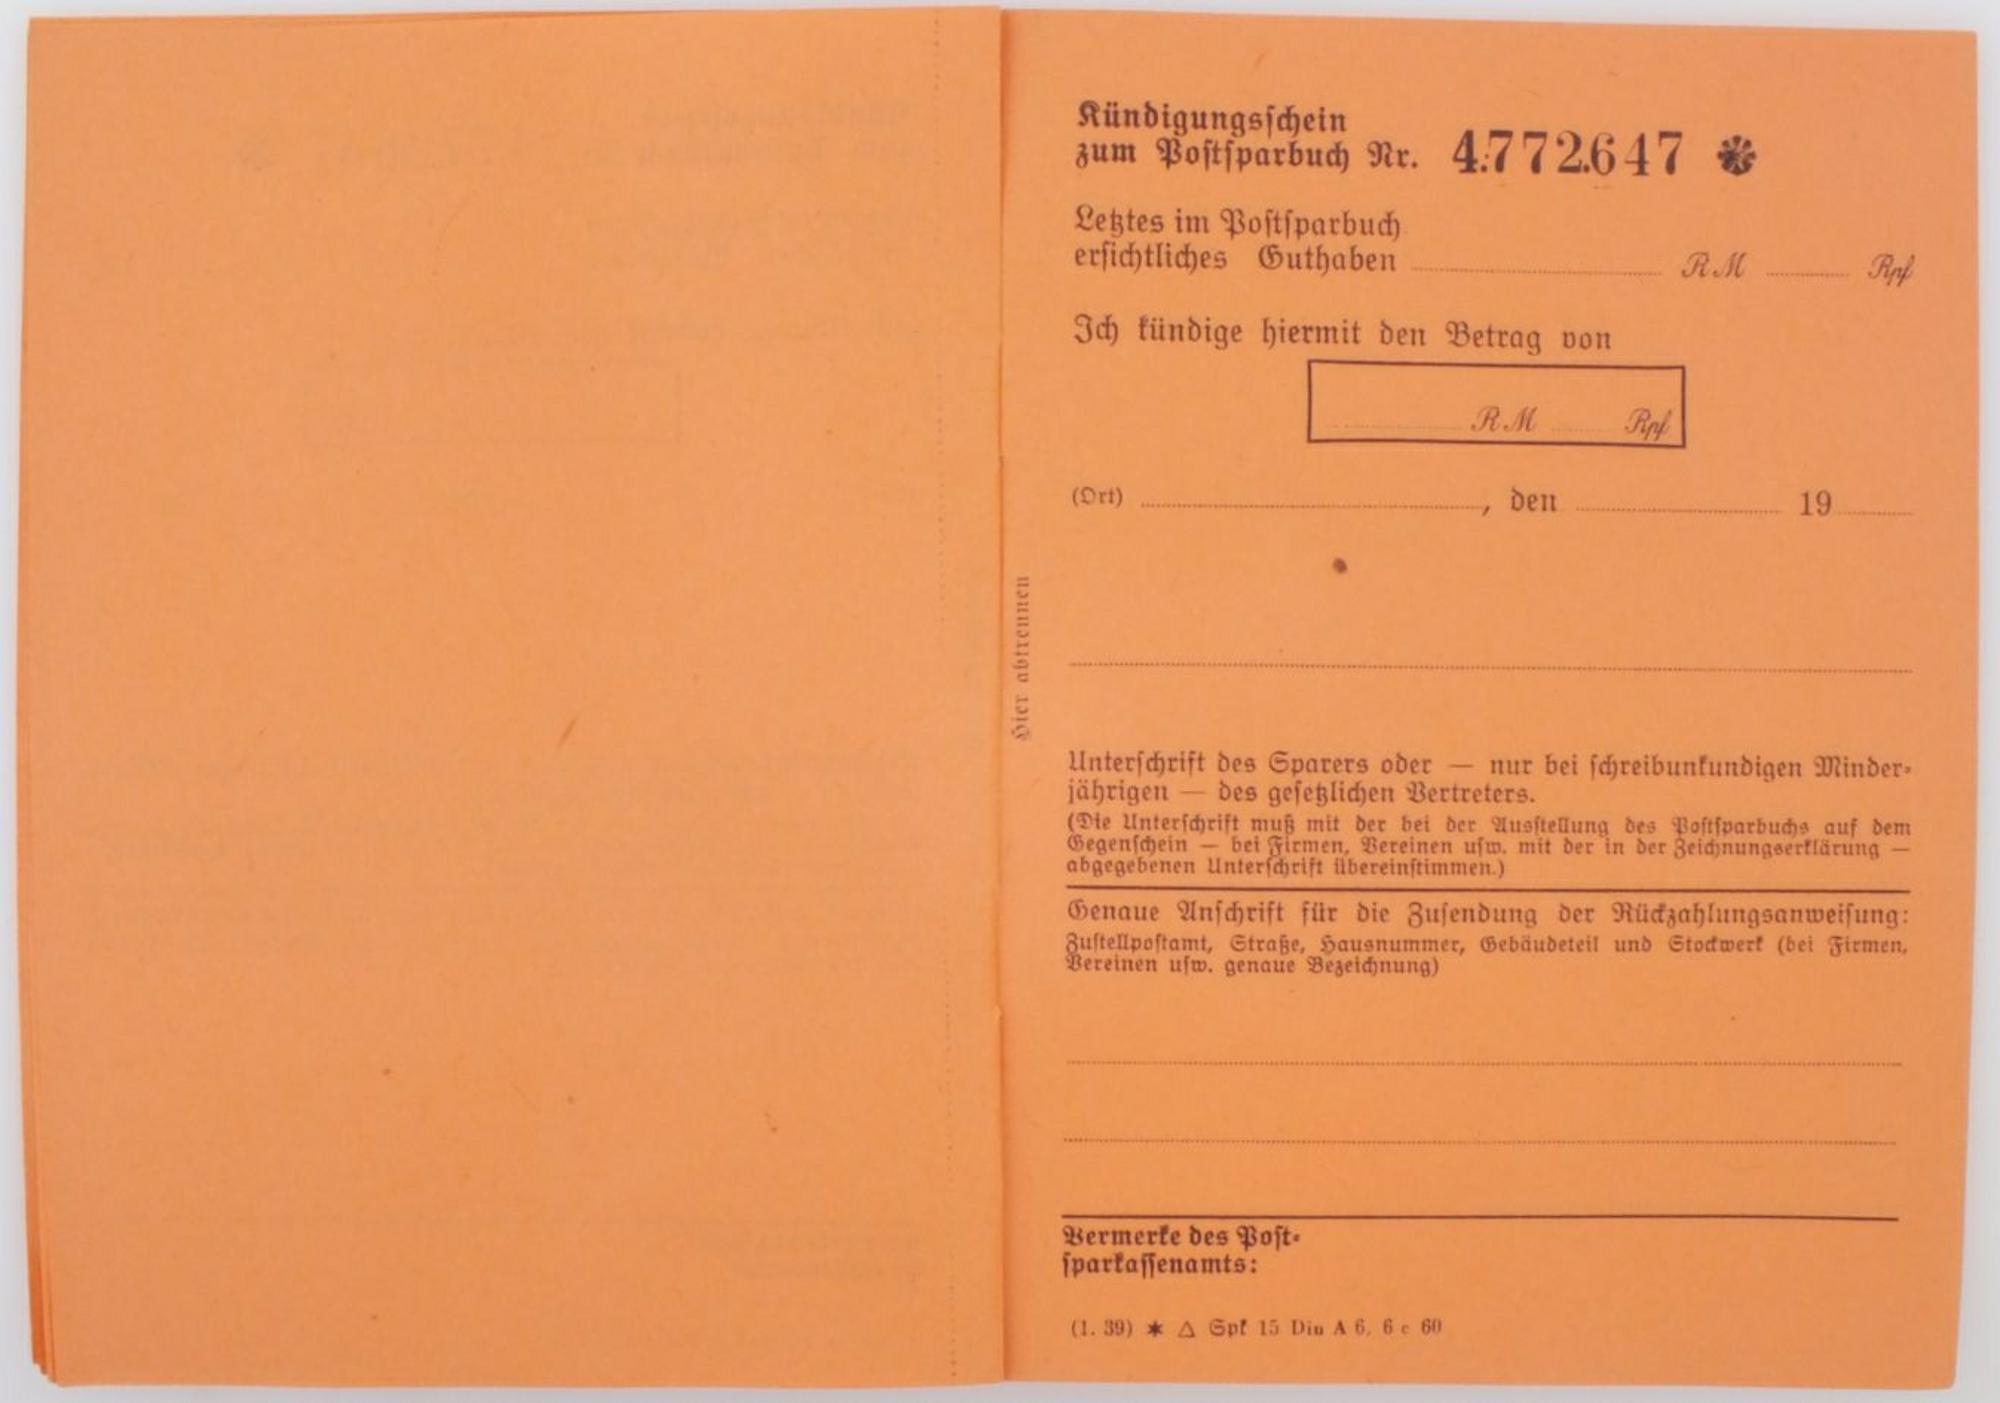 Kündigungsschein
zum Postsparbuch Nr. 4.772.647 *
Letztes im Postsparbuch
ersichtliches Guthaben RM Rpf
Ich kündige hiermit den Betrag von
RM Rpf
(Ort) , den 19
Hier abtrennen
Unterschrift des Sparers oder — nur bei schreibunkundigen Minder-
jährigen — des gesetzlichen Vertreters.
(Die Unterschrift muß mit der bei der Ausstellung des Postsparbuchs auf dem
Gegenschein — bei Firmen, Vereinen usw. mit der in der Zeichnungserklärung —
abgegebenen Unterschrift übereinstimmen.)
Genaue Anschrift für die Zusendung der Rückzahlungsanweisung:
Zustellpostamt, Straße, Hausnummer, Gebäudeteil und Stockwerk (bei Firmen,
Vereinen usw. genaue Bezeichnung)
Vermerke des Post-
sparkassenamts:
(1. 39) ✶ △ Spk 15 Din A 6, 6 c 60